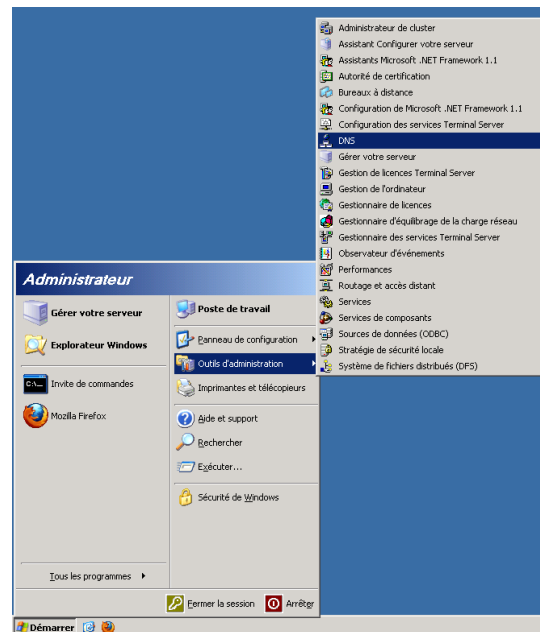 Administrateur de cluster
Assistant Configurer votre serveur
Assistants Microsoft .NET Framework 1.1
Autorité de certification
Bureaux à distance
Configuration de Microsoft .NET Framework 1.1
Configuration des services Terminal Server
DNS
Gérer votre serveur
Gestion de licences Terminal Server
Gestion de l'ordinateur
Gestionnaire de licences
Gestionnaire d'équilibrage de la charge réseau
Gestionnaire des services Terminal Server
Observateur d'événements
Performances
Routage et accès distant
Services
Services de composants
Sources de données (ODBC)
Stratégie de sécurité locale
Système de fichiers distribués (DFS)
Administrateur
Gérer votre serveur
Explorateur Windows
Invite de commandes
Mozilla Firefox
Tous les programmes
Poste de travail
Panneau de configuration
Outils d'administration
Imprimantes et télécopieurs
Aide et support
Rechercher
Exécuter...
Sécurité de Windows
Fermer la session
Arrêter
Démarrer